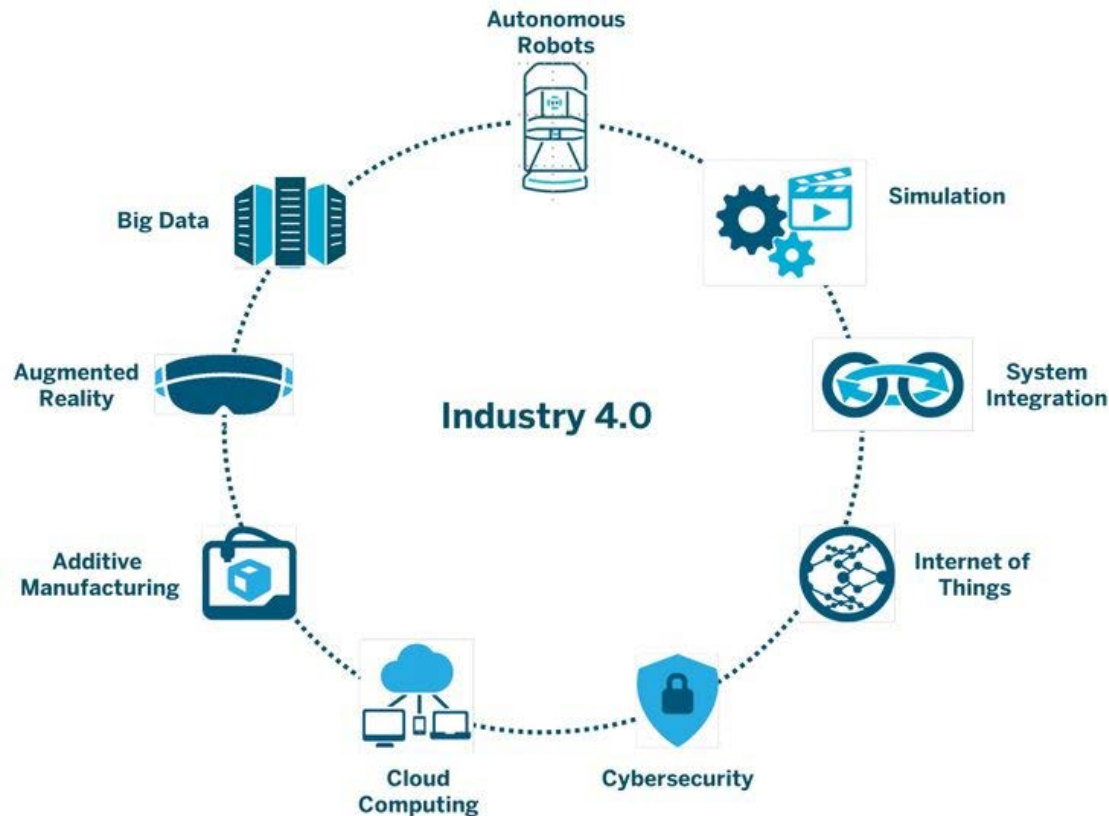 Autonomous
Robots
Simulation
Big Data
System
Integration
Augmented
Reality
Industry 4.0
Internet of
Things
Additive
Manufacturing
Cybersecurity
Cloud
Computing